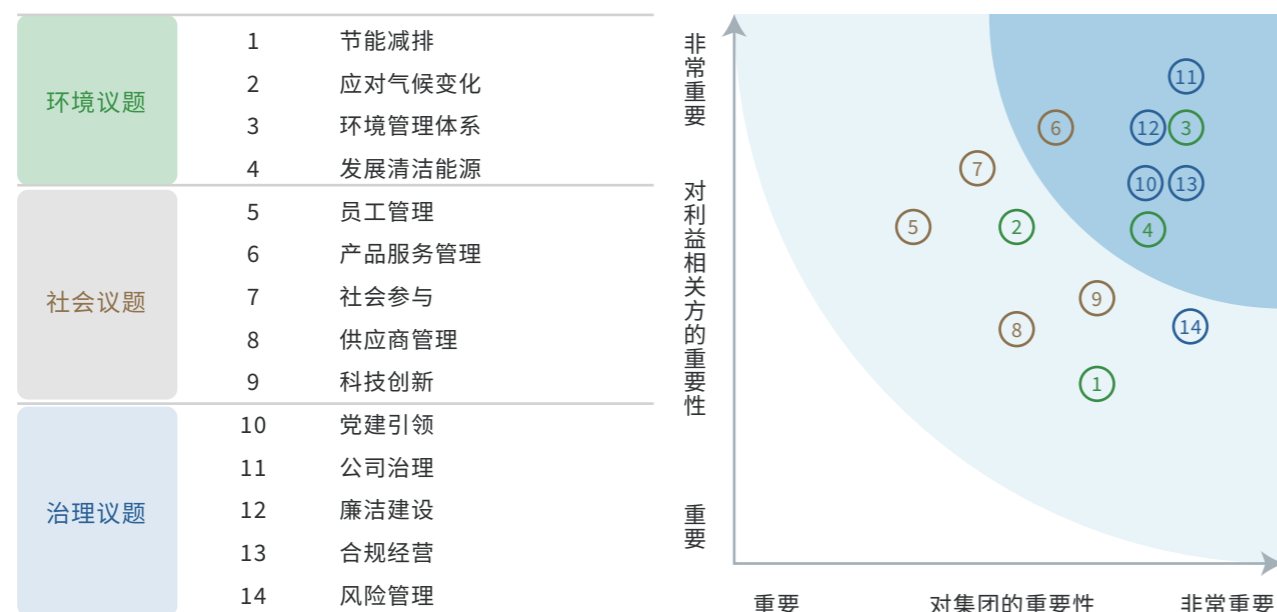 环境议题
1 节能减排
2 应对气候变化
3 环境管理体系
4 发展清洁能源
社会议题
5 员工管理
6 产品服务管理
7 社会参与
8 供应商管理
9 科技创新
治理议题
10 党建引领
11 公司治理
12 廉洁建设
13 合规经营
14 风险管理
非常重要
对利益相关方的重要性
重要
11
6
12
3
7
10
13
5
2
4
9
8
14
1
重要
对集团的重要性
非常重要